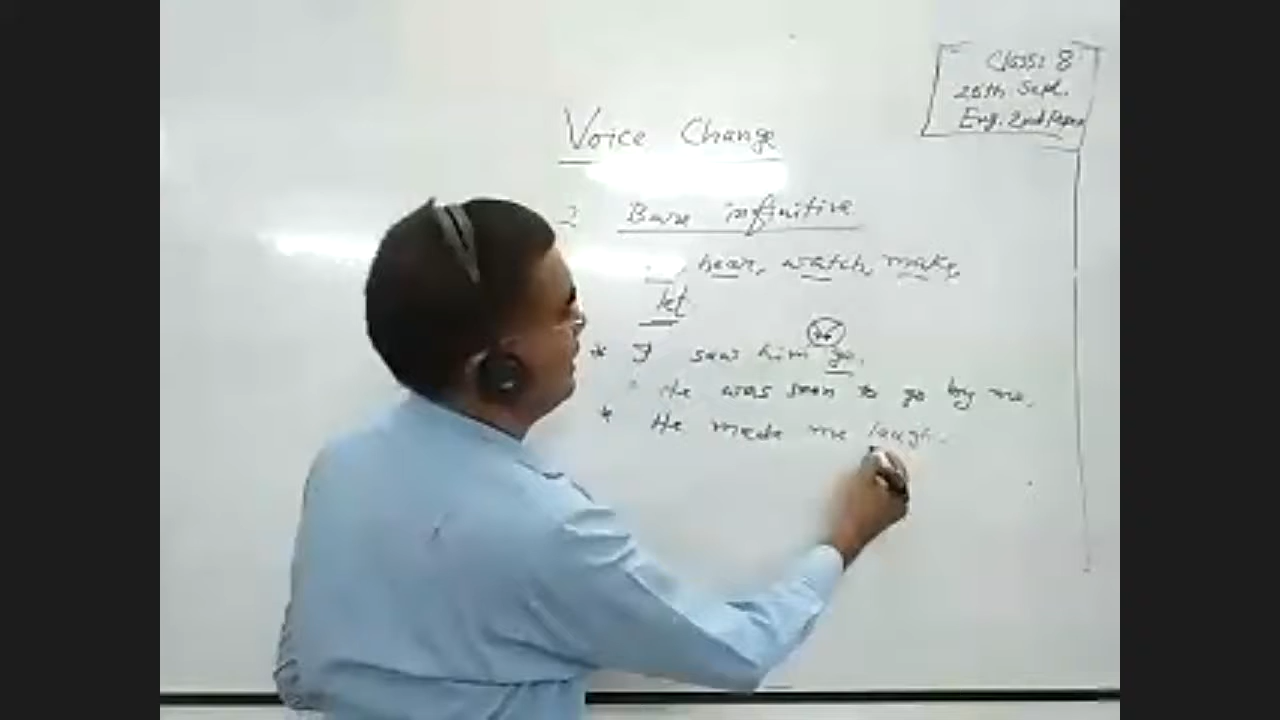 Class: 8
26th Sept.
Eng. 2nd Paper
Voice Change
2 Bare infinitive
, hear, watch, make,
let
* I saw him go.
He was seen to go by me.
* He made me laugh.